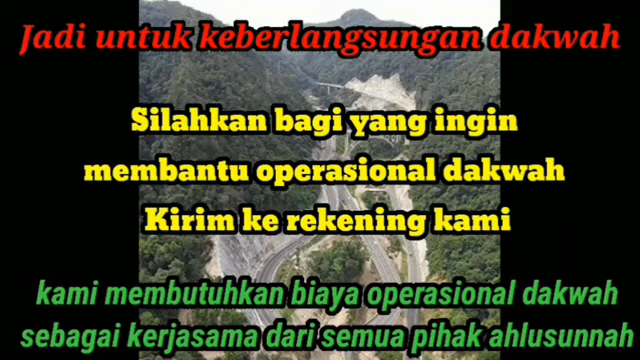 Jadi untuk keberlangsungan dakwah
Silahkan bagi yang ingin
membantu operasional dakwah
Kirim ke rekening kami
kami membutuhkan biaya operasional dakwah
sebagai kerjasama dari semua pihak ahlusunnah